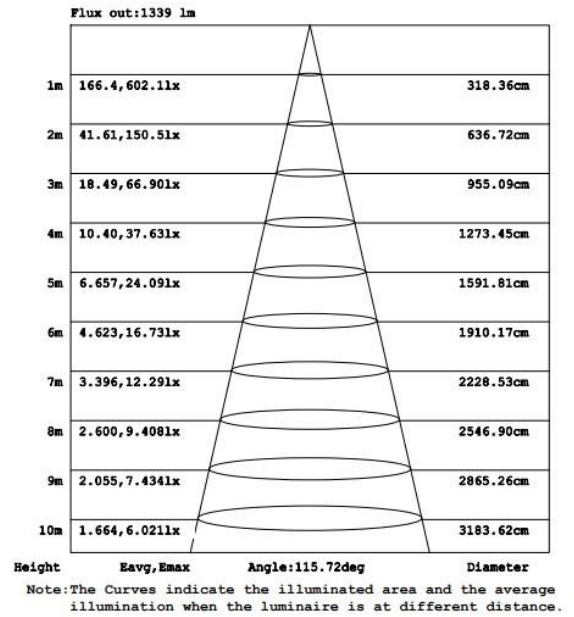 Flux out:1339 lm
1m 166.4,602.1lx 318.36cm
2m 41.61,150.5lx 636.72cm
3m 18.49,66.90lx 955.09cm
4m 10.40,37.63lx 1273.45cm
5m 6.657,24.09lx 1591.81cm
6m 4.623,16.73lx 1910.17cm
7m 3.396,12.29lx 2228.53cm
8m 2.600,9.408lx 2546.90cm
9m 2.055,7.434lx 2865.26cm
10m 1.664,6.021lx 3183.62cm
Height Eavg,Emax Angle:115.72deg Diameter
Note:The Curves indicate the illuminated area and the average
illumination when the luminaire is at different distance.